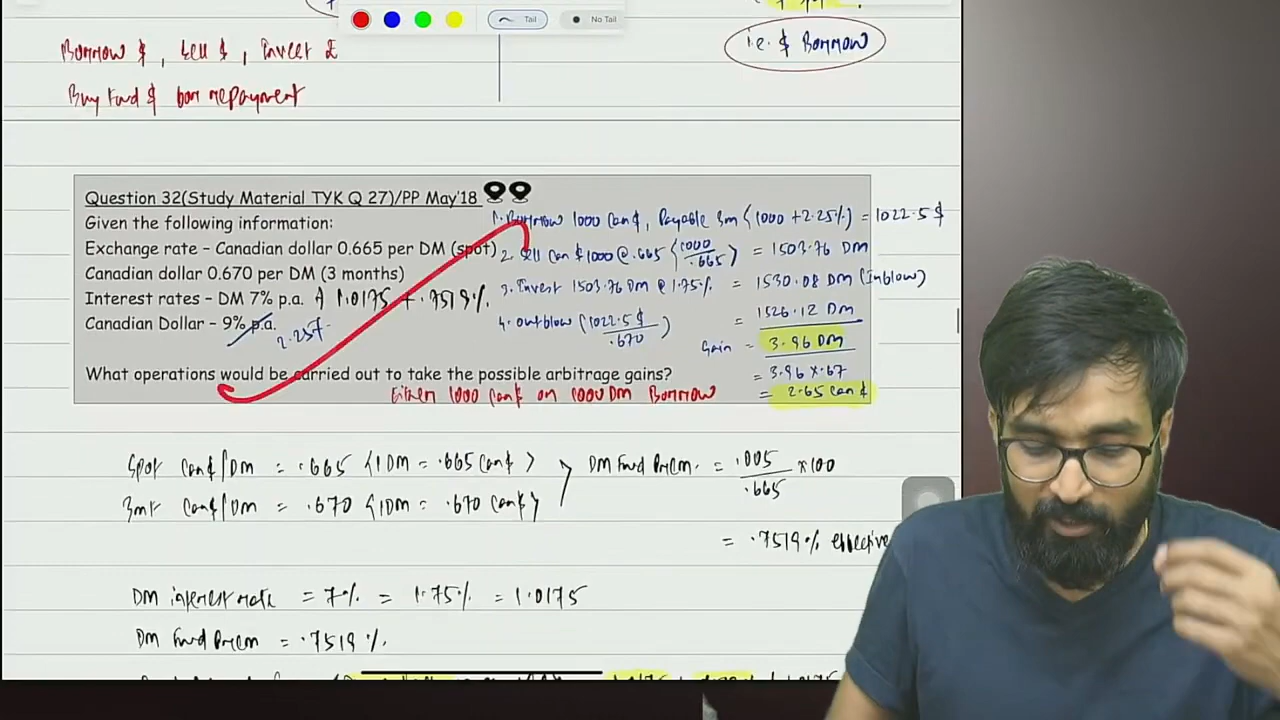 Tail
No Tail
Borrow $, Sell $, Invest £
Buy Fwd $ for repayment
i.e. $ Borrow
Question 32(Study Material TYK Q 27)/PP May'18
Given the following information:
Exchange rate – Canadian dollar 0.665 per DM (spot)
Canadian dollar 0.670 per DM (3 months)
Interest rates – DM 7% p.a.
1.0175 + .7519%
Canadian Dollar – 9% p.a.
2.25%
What operations would be carried out to take the possible arbitrage gains?
1. Borrow 1000 Can$, Payable 3m {1000 + 2.25%} = 1022.5 $
2. Sell Can $1000 @ .665 {1000/.665} = 1503.76 DM
3. Invest 1503.76 DM @ 1.75% = 1530.08 DM (Inflow)
4. Outflow (1022.5$/.670) = 1526.12 DM
Gain = 3.96 DM
= 3.96 x .67
= 2.65 Can $
Either 1000 Can$ or 1000 DM Borrow
Spot Can$/DM = .665 {1 DM = .665 Can$}
3mt Can$/DM = .670 {1 DM = .670 Can$}
DM Fwd Prem. = .005/.665 x 100
= .7519% effective
DM interest rate = 7% = 1.75% = 1.0175
DM Fwd Prem = .7519%